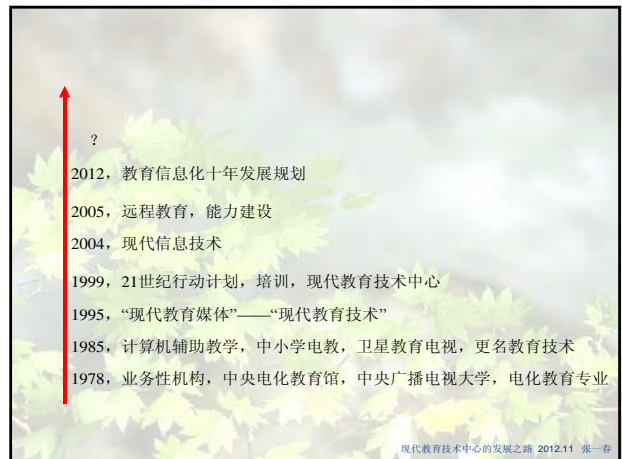 ?
2012，教育信息化十年发展规划
2005，远程教育，能力建设
2004，现代信息技术
1999，21世纪行动计划，培训，现代教育技术中心
1995，“现代教育媒体”——“现代教育技术”
1985，计算机辅助教学，中小学电教，卫星教育电视，更名教育技术
1978，业务性机构，中央电化教育馆，中央广播电视大学，电化教育专业
现代教育技术中心的发展之路 2012.11 张一春